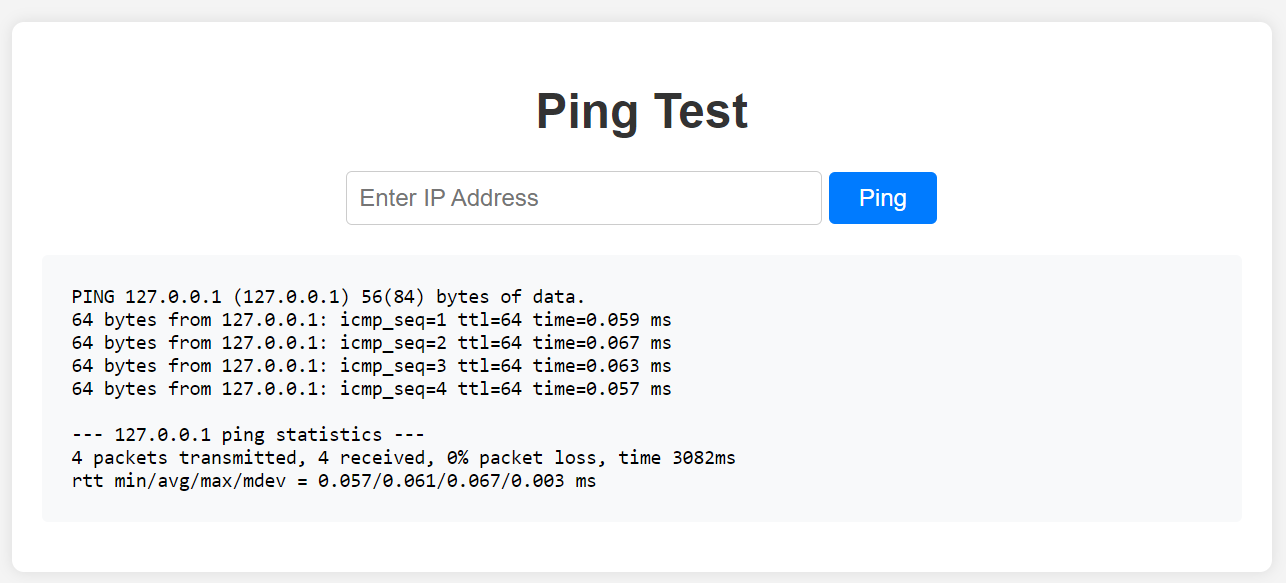 Ping Test
Enter IP Address
Ping
PING 127.0.0.1 (127.0.0.1) 56(84) bytes of data.
64 bytes from 127.0.0.1: icmp_seq=1 ttl=64 time=0.059 ms
64 bytes from 127.0.0.1: icmp_seq=2 ttl=64 time=0.067 ms
64 bytes from 127.0.0.1: icmp_seq=3 ttl=64 time=0.063 ms
64 bytes from 127.0.0.1: icmp_seq=4 ttl=64 time=0.057 ms
--- 127.0.0.1 ping statistics ---
4 packets transmitted, 4 received, 0% packet loss, time 3082ms
rtt min/avg/max/mdev = 0.057/0.061/0.067/0.003 ms